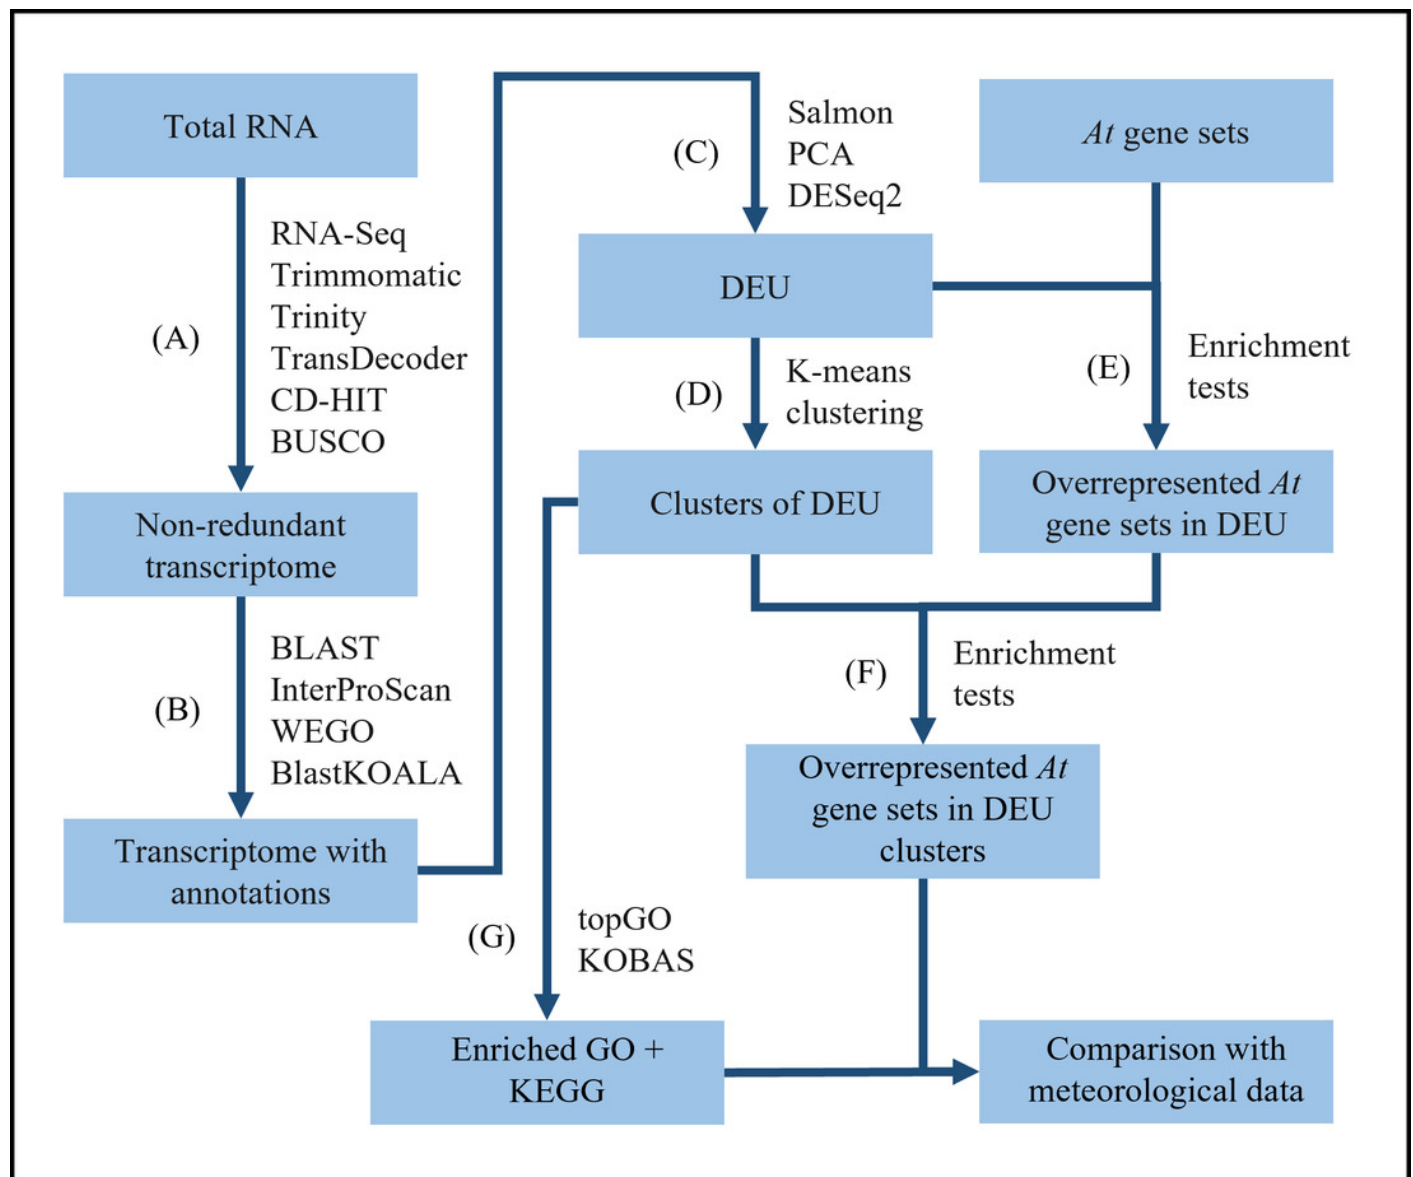 Total RNA
(A)
RNA-Seq
Trimmomatic
Trinity
TransDecoder
CD-HIT
BUSCO
Non-redundant
transcriptome
(B)
BLAST
InterProScan
WEGO
BlastKOALA
Transcriptome with
annotations
(C)
Salmon
PCA
DESeq2
DEU
(D)
K-means
clustering
Clusters of DEU
At gene sets
(E)
Enrichment
tests
Overrepresented At
gene sets in DEU
(F)
Enrichment
tests
Overrepresented At
gene sets in DEU
clusters
(G)
topGO
KOBAS
Enriched GO +
KEGG
Comparison with
meteorological data